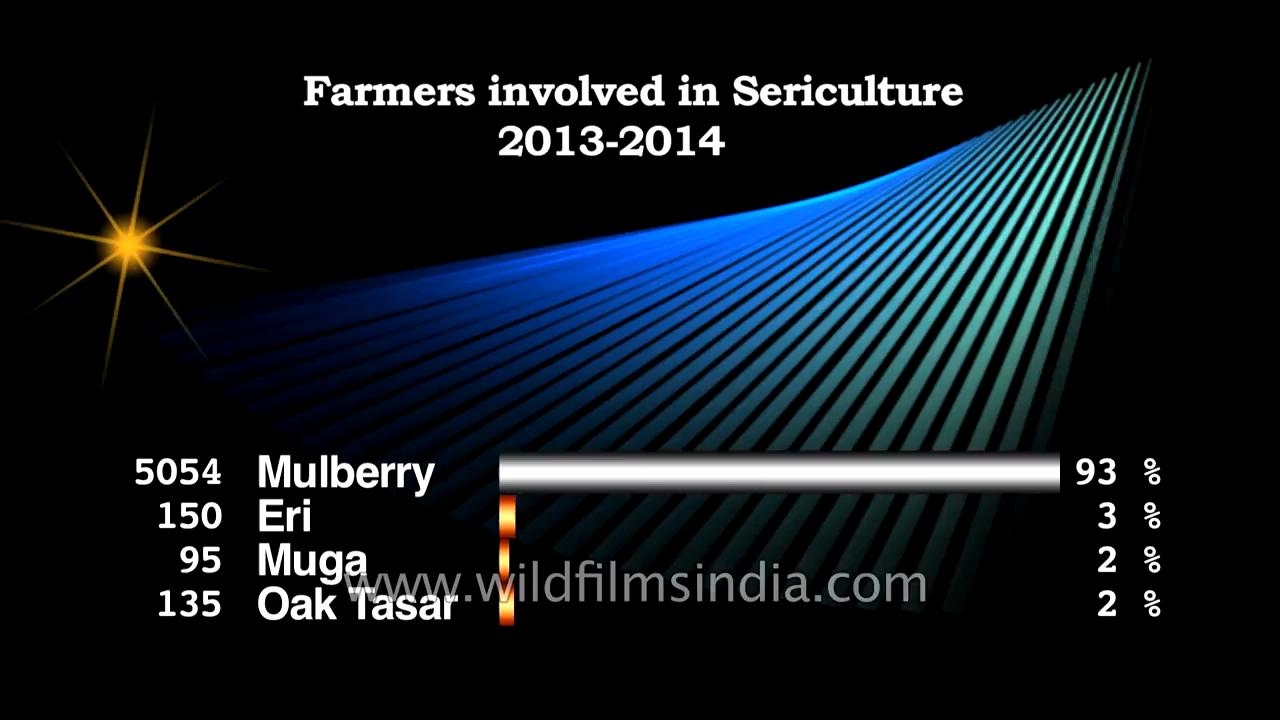 Farmers involved in Sericulture
2013-2014
5054 Mulberry 93 %
150 Eri 3 %
95 Muga 2 %
www.wildfilmsindia.com
135 Oak Tasar 2 %